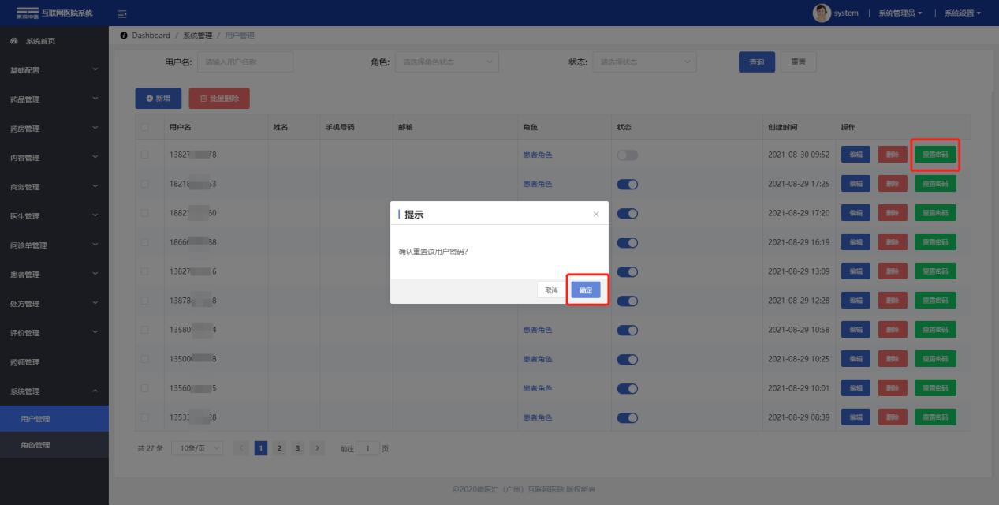 互联网医院系统
system | 系统管理员 | 系统设置
Dashboard / 系统管理 / 用户管理
系统首页
基础配置
药品管理
药房管理
内容管理
商务管理
医生管理
问诊单管理
患者管理
处方管理
评价管理
药师管理
系统管理
用户管理
角色管理
用户名: 请输入用户名称 角色: 请选择角色状态 状态: 请选择状态 查询 重置
新增 批量删除
用户名 姓名 手机号码 邮箱 角色 状态 创建时间 操作
13827 78 患者角色 2021-08-30 09:52 编辑 删除 重置密码
18218 53 患者角色 2021-08-29 17:25 编辑 删除 重置密码
1882 60 2021-08-29 17:20 编辑 删除 重置密码
1866 38 2021-08-29 16:19 编辑 删除 重置密码
13827 6 2021-08-29 13:09 编辑 删除 重置密码
13878 8 2021-08-29 12:28 编辑 删除 重置密码
13580 4 患者角色 2021-08-29 10:58 编辑 删除 重置密码
13500 8 患者角色 2021-08-29 10:25 编辑 删除 重置密码
13560 5 患者角色 2021-08-29 10:01 编辑 删除 重置密码
1353 28 患者角色 2021-08-29 08:39 编辑 删除 重置密码
提示
确认重置该用户密码?
取消 确定
共 27 条 10条/页 1 2 3 前往 1 页
@2020德医汇（广州）互联网医院 版权所有